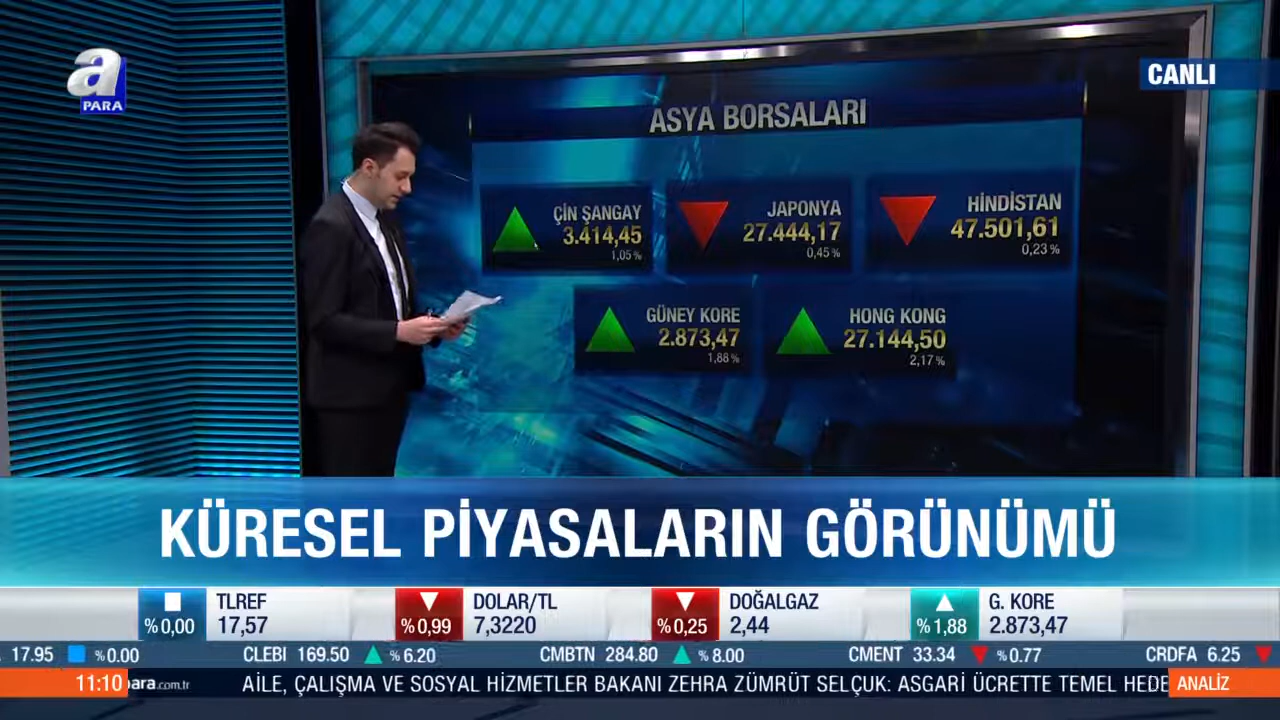 a
PARA
CANLI
ASYA BORSALARI
ÇİN ŞANGAY
3.414,45
1,05 %
JAPONYA
27.444,17
0,45 %
HİNDİSTAN
47.501,61
0,23 %
GÜNEY KORE
2.873,47
1,88 %
HONG KONG
27.144,50
2,17 %
KÜRESEL PİYASALARIN GÖRÜNÜMÜ
%0,00 TLREF 17,57
%0,99 DOLAR/TL 7,3220
%0,25 DOĞALGAZ 2,44
%1,88 G. KORE 2.873,47
17.95 %0.00 CLEBI 169.50 %6.20 CMBTN 284.80 %8.00 CMENT 33.34 %0.77 CRDFA 6.25
11:10 para.com.tr AİLE, ÇALIŞMA VE SOSYAL HİZMETLER BAKANI ZEHRA ZÜMRÜT SELÇUK: ASGARİ ÜCRETTE TEMEL HEDE ANALİZ